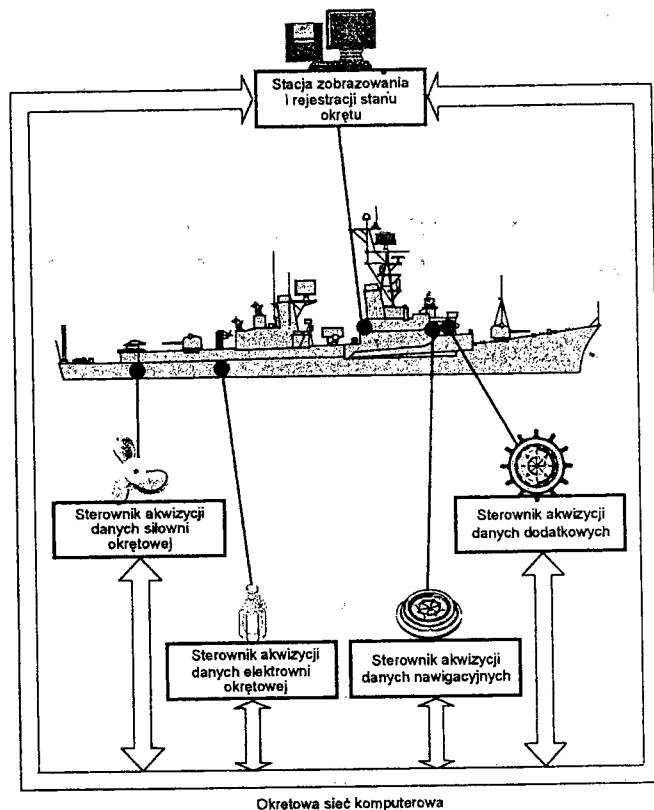 Stacja zobrazowania
i rejestracji stanu
okrętu
Sterownik akwizycji
danych siłowni
okrętowej
Sterownik akwizycji
danych dodatkowych
Sterownik akwizycji
danych elektrowni
okrętowej
Sterownik akwizycji
danych nawigacyjnych
Okrętowa sieć komputerowa